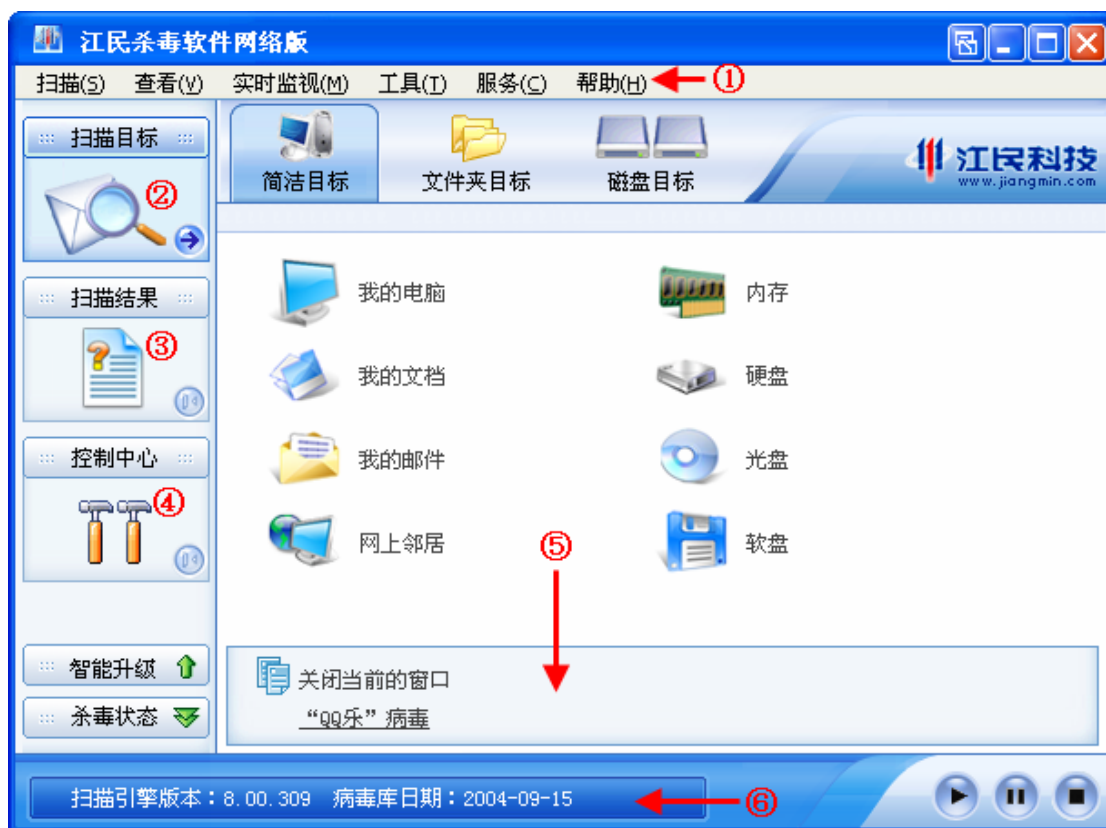 江民杀毒软件网络版
扫描(S) 查看(V) 实时监视(M) 工具(T) 服务(C) 帮助(H) ①
扫描目标
②
扫描结果
③
控制中心
④
智能升级
杀毒状态
简洁目标 文件夹目标 磁盘目标
江民科技
www.jiangmin.com
我的电脑 内存
我的文档 硬盘
我的邮件 光盘
网上邻居 软盘
⑤
关闭当前的窗口
“QQ乐”病毒
扫描引擎版本：8.00.309 病毒库日期：2004-09-15 ⑥